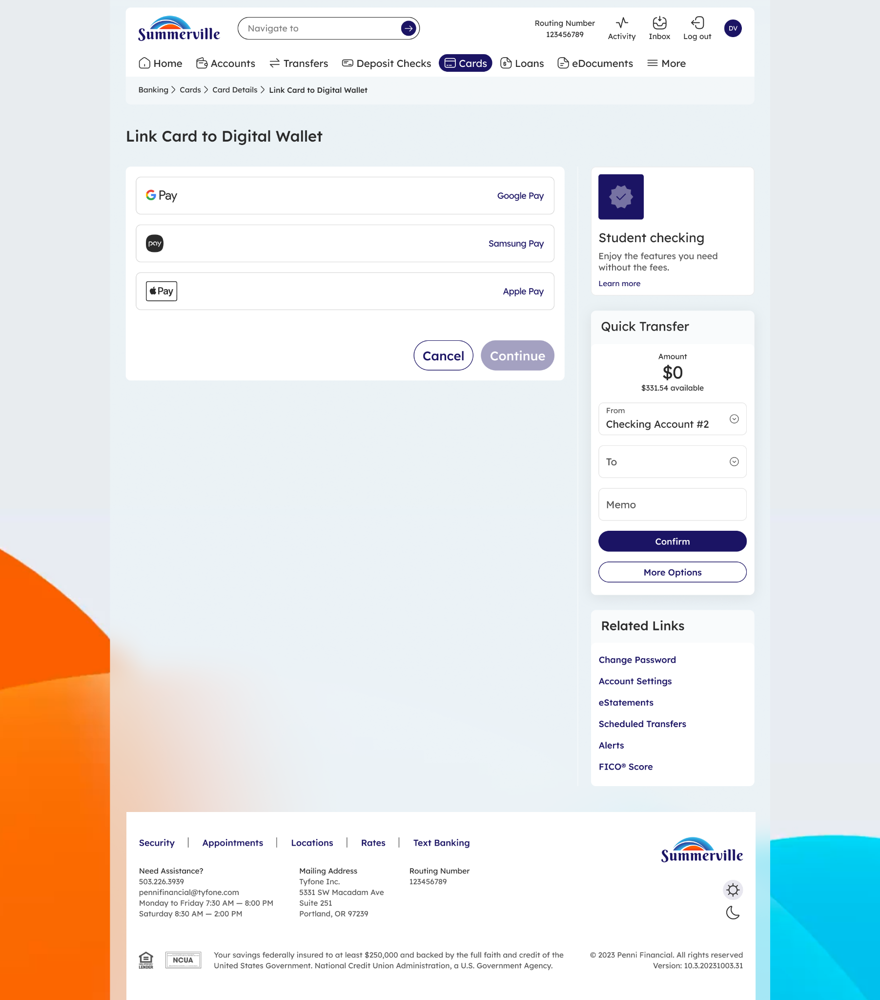 Summerville
Navigate to
Routing Number
123456789
Activity
Inbox
Log out
DV
Home
Accounts
Transfers
Deposit Checks
Cards
Loans
eDocuments
More
Banking
Cards
Card Details
Link Card to Digital Wallet
Link Card to Digital Wallet
G Pay
Google Pay
pay
Samsung Pay
Pay
Apple Pay
Cancel
Continue
Student checking
Enjoy the features you need
without the fees.
Learn more
Quick Transfer
Amount
$0
$331.54 available
From
Checking Account #2
To
Memo
Confirm
More Options
Related Links
Change Password
Account Settings
eStatements
Scheduled Transfers
Alerts
FICO® Score
Security
Appointments
Locations
Rates
Text Banking
Summerville
Need Assistance?
503.226.3939
pennifinancial@tyfone.com
Monday to Friday 7:30 AM — 8:00 PM
Saturday 8:30 AM — 2:00 PM
Mailing Address
Tyfone Inc.
5331 SW Macadam Ave
Suite 251
Portland, OR 97239
Routing Number
123456789
LENDER
NCUA
Your savings federally insured to at least $250,000 and backed by the full faith and credit of the
United States Government. National Credit Union Administration, a U.S. Government Agency.
© 2023 Penni Financial. All rights reserved
Version: 10.3.20231003.31